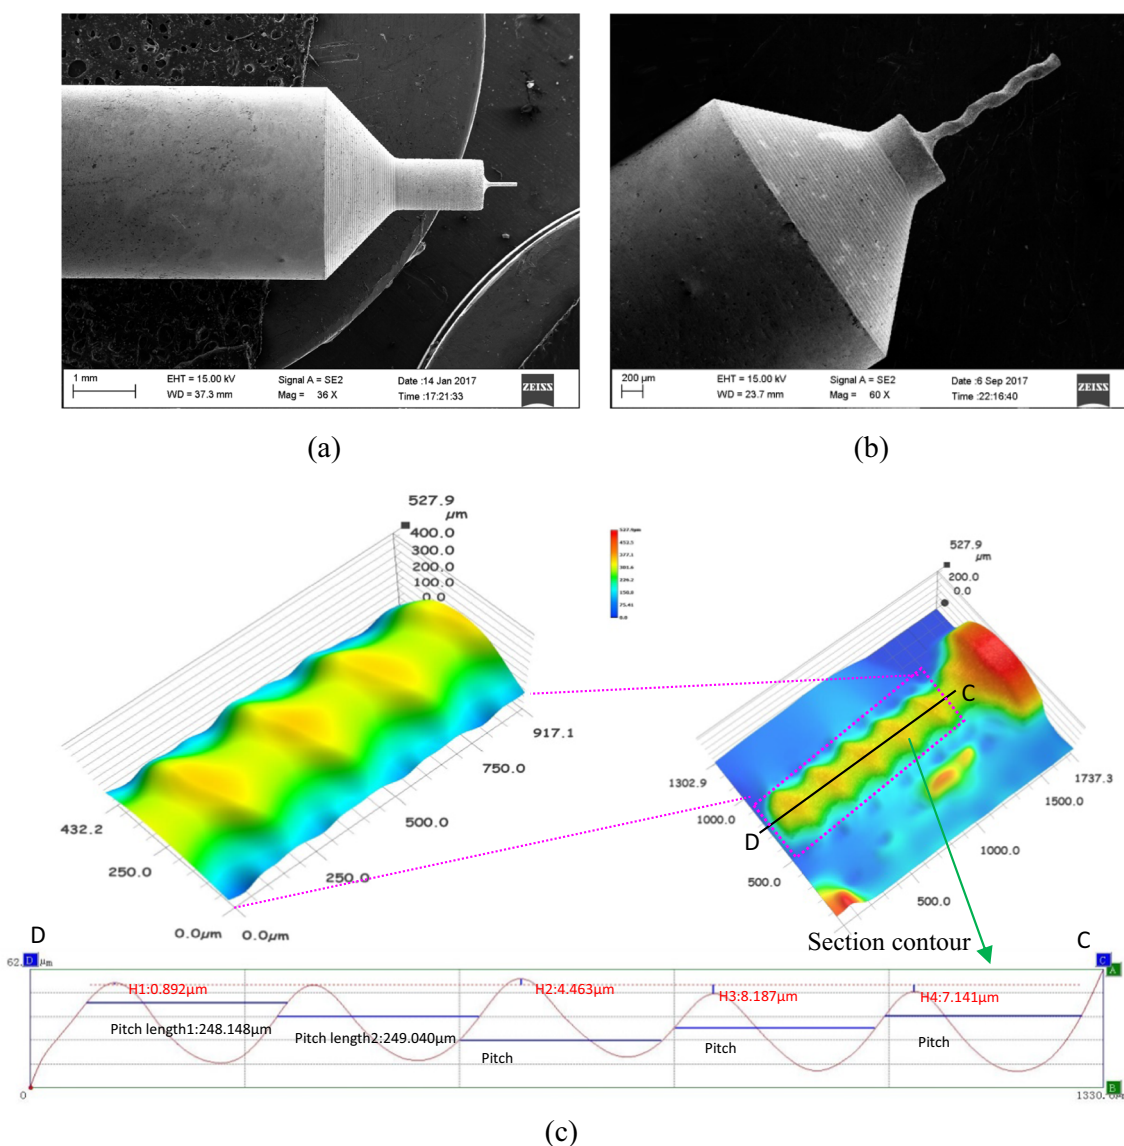 1 mm
EHT = 15.00 kV
Signal A = SE2
Date :14 Jan 2017
WD = 37.3 mm
Mag = 36 X
Time :17:21:33
ZEISS
200 µm
EHT = 15.00 kV
Signal A = SE2
Date :6 Sep 2017
WD = 23.7 mm
Mag = 60 X
Time :22:16:40
ZEISS
(a)
(b)
527.9
µm
400.0
300.0
200.0
100.0
0.0
917.1
750.0
500.0
250.0
0.0µm
0.0µm
250.0
432.2
527.9
µm
200.0
0.0
C
D
1302.9
1000.0
500.0
500.0
1000.0
1500.0
1737.3
Section contour
D
C
D
C
A
B
H1:0.892µm
H2:4.463µm
H3:8.187µm
H4:7.141µm
Pitch length1:248.148µm
Pitch length2:249.040µm
Pitch
Pitch
Pitch
0
(c)